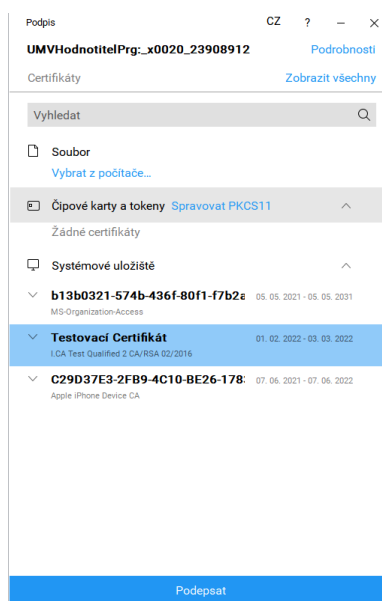 Podpis CZ ? – ×
UMVHodnotitelPrg:_x0020_23908912 Podrobnosti
Certifikáty Zobrazit všechny
Vyhledat
Soubor
Vybrat z počítače...
Čipové karty a tokeny Spravovat PKCS11
Žádné certifikáty
Systémové uložiště
b13b0321-574b-436f-80f1-f7b2a 05. 05. 2021 - 05. 05. 2031
MS-Organization-Access
Testovací Certifikát 01. 02. 2022 - 03. 03. 2022
I.CA Test Qualified 2 CA/RSA 02/2016
C29D37E3-2FB9-4C10-BE26-178 07. 06. 2021 - 07. 06. 2022
Apple iPhone Device CA
Podepsat